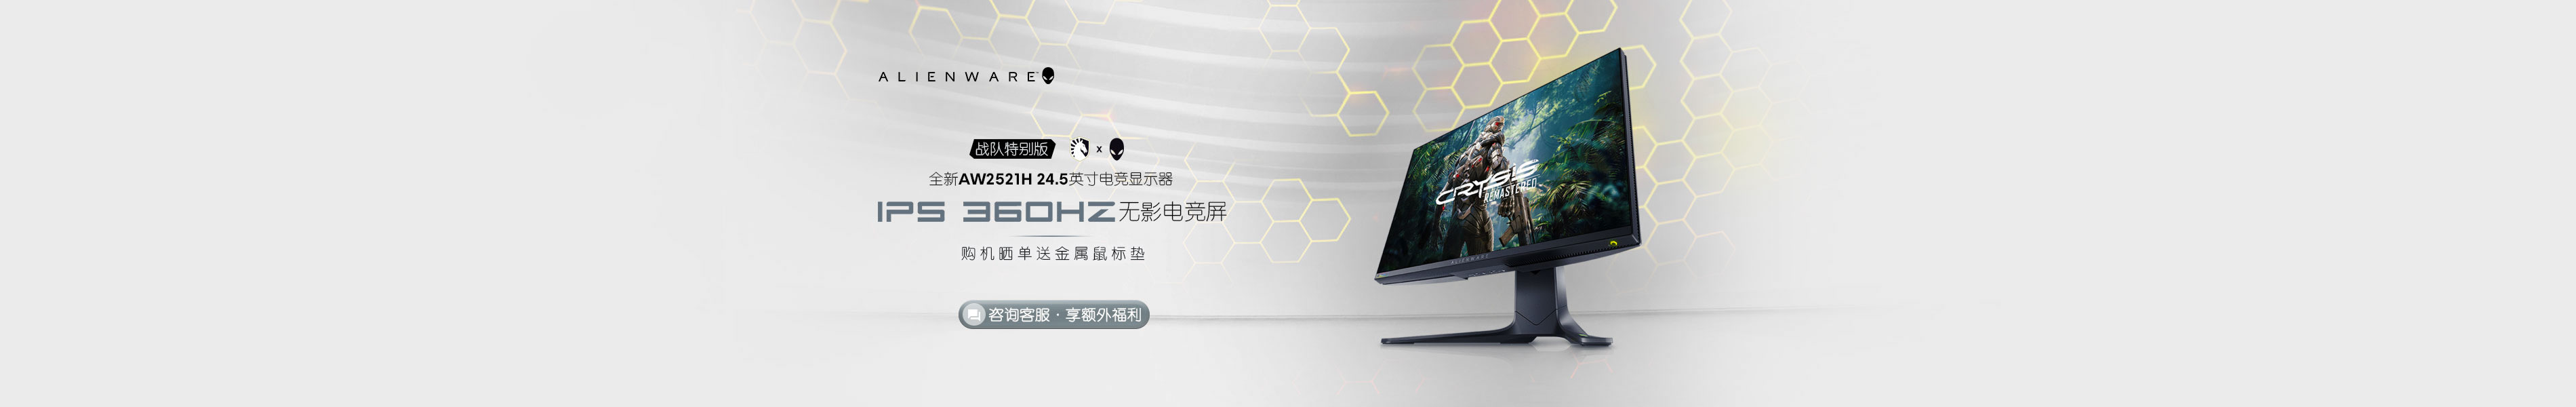 ALIENWARE
战队特别版 x
全新AW2521H 24.5英寸电竞显示器
IPS 360HZ无影电竞屏
购机晒单送金属鼠标垫
咨询客服·享额外福利
CRYSIS
REMASTERED
ALIENWARE